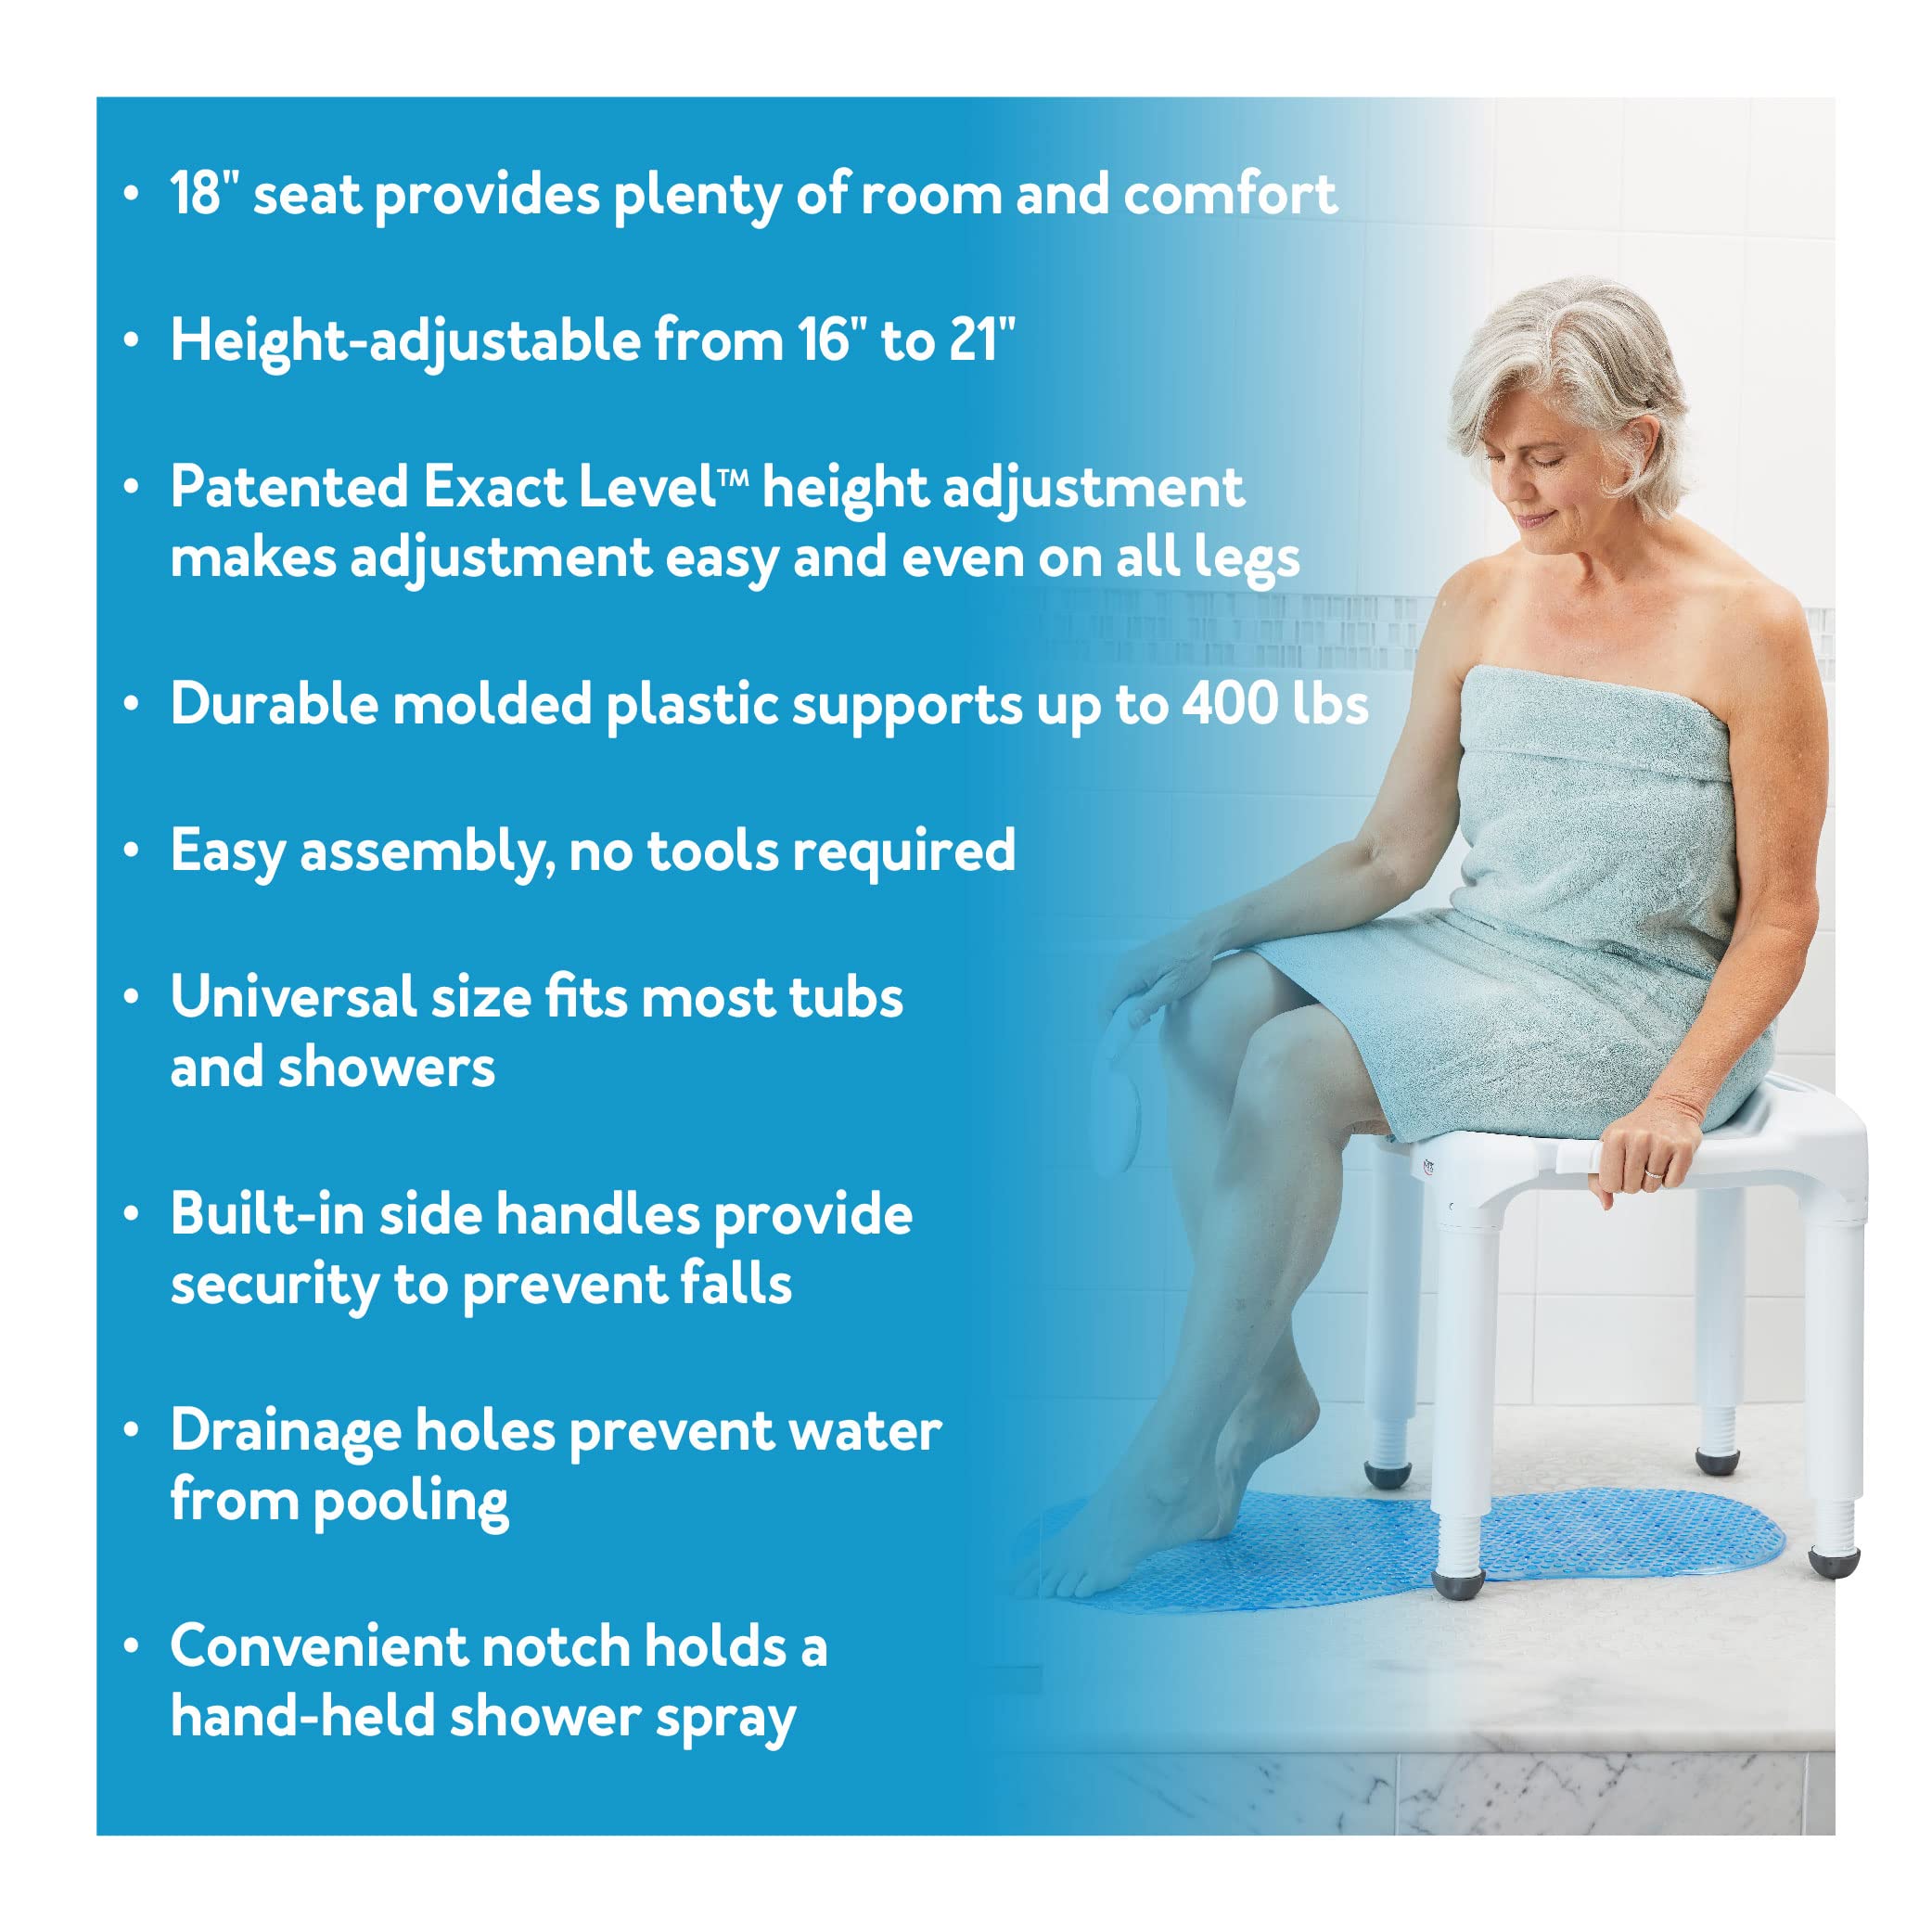 • 18" seat provides plenty of room and comfort
• Height-adjustable from 16" to 21"
• Patented Exact Level™ height adjustment
makes adjustment easy and even on all legs
• Durable molded plastic supports up to 400 lbs
• Easy assembly, no tools required
• Universal size fits most tubs
and showers
• Built-in side handles provide
security to prevent falls
• Drainage holes prevent water
from pooling
• Convenient notch holds a
hand-held shower spray